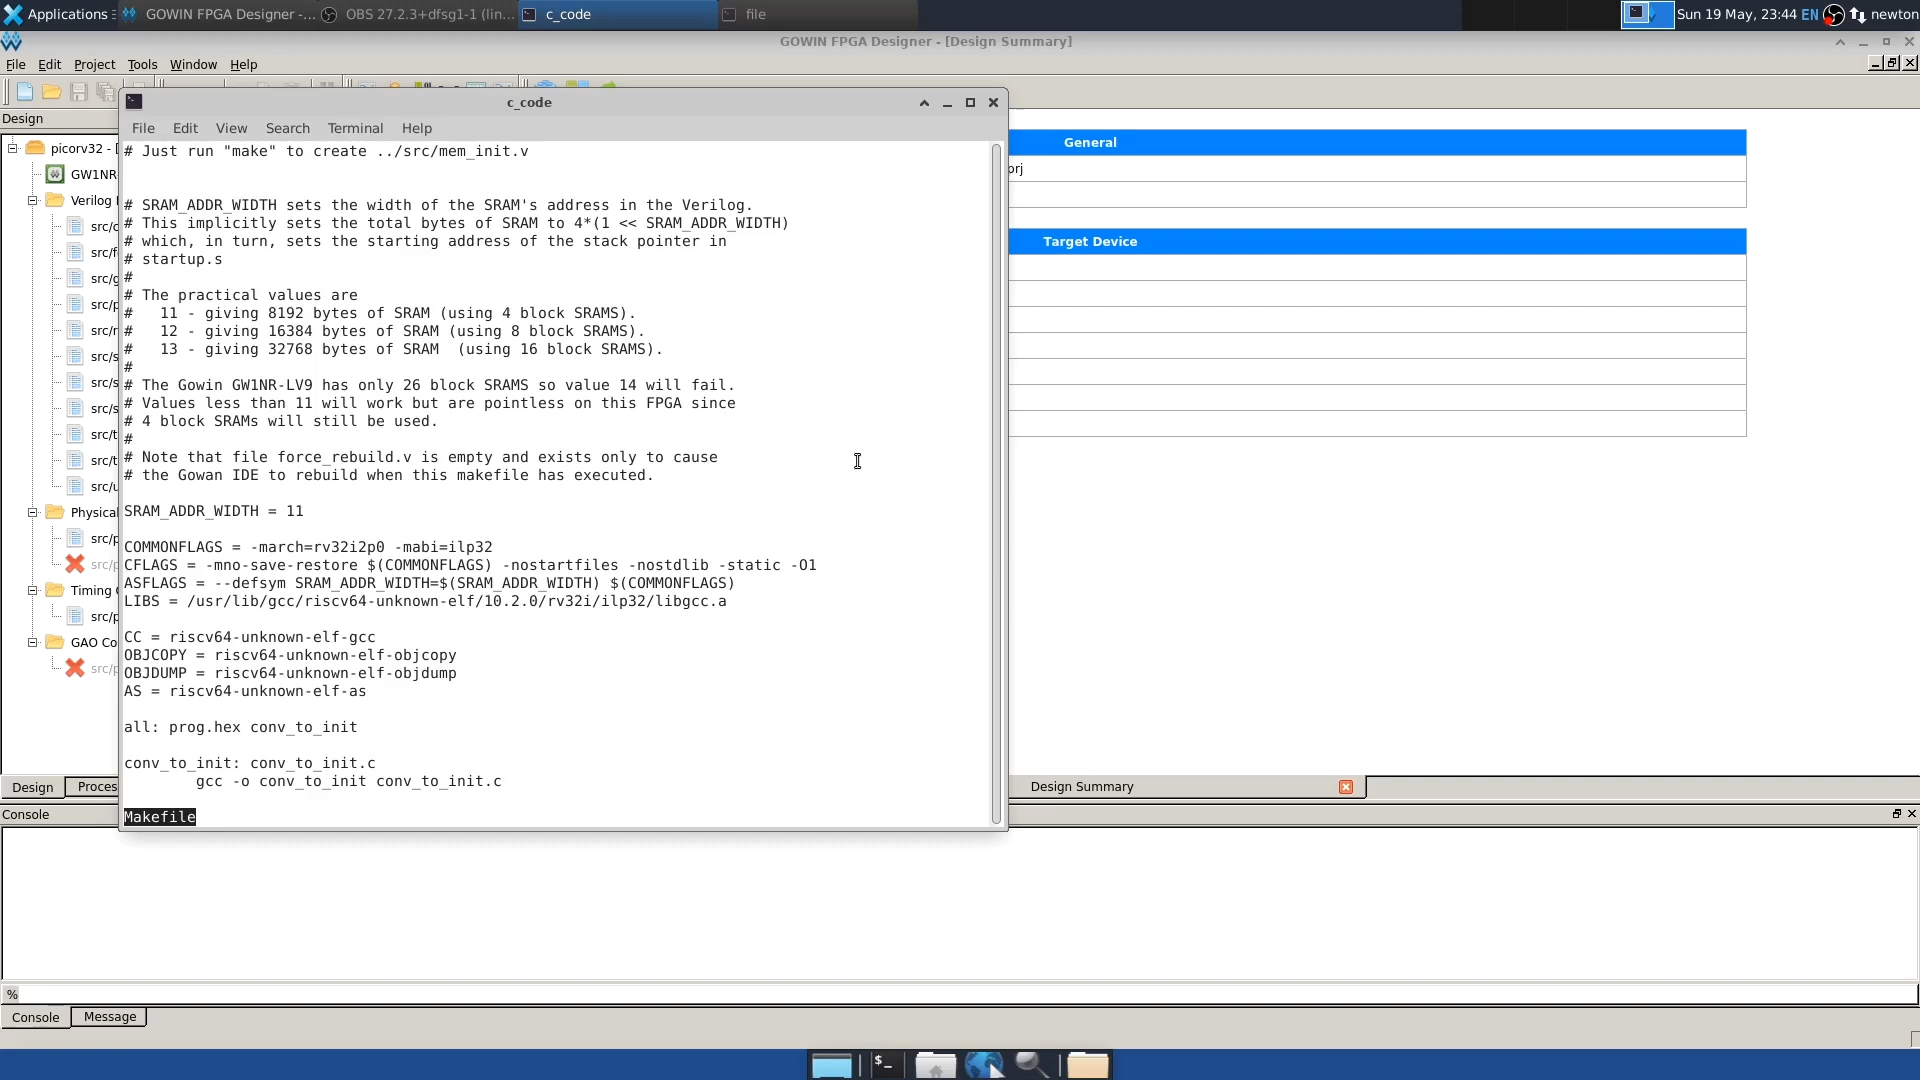 Applications
GOWIN FPGA Designer -...
OBS 27.2.3+dfsg1-1 (lin...
c_code
file
Sun 19 May, 23:44
EN
newton
GOWIN FPGA Designer - [Design Summary]
File Edit Project Tools Window Help
Design
picorv32 - [
GW1NR
Verilog
src/c
src/f
src/g
src/p
src/r
src/s
src/s
src/s
src/t
src/t
src/u
Physical
src/p
src/p
Timing
src/p
GAO Co
src/p
c_code
File Edit View Search Terminal Help
# Just run "make" to create ../src/mem_init.v
# SRAM_ADDR_WIDTH sets the width of the SRAM's address in the Verilog.
# This implicitly sets the total bytes of SRAM to 4*(1 << SRAM_ADDR_WIDTH)
# which, in turn, sets the starting address of the stack pointer in
# startup.s
#
# The practical values are
#   11 - giving 8192 bytes of SRAM (using 4 block SRAMS).
#   12 - giving 16384 bytes of SRAM (using 8 block SRAMS).
#   13 - giving 32768 bytes of SRAM  (using 16 block SRAMS).
#
# The Gowin GW1NR-LV9 has only 26 block SRAMS so value 14 will fail.
# Values less than 11 will work but are pointless on this FPGA since
# 4 block SRAMs will still be used.
#
# Note that file force_rebuild.v is empty and exists only to cause
# the Gowan IDE to rebuild when this makefile has executed.
SRAM_ADDR_WIDTH = 11
COMMONFLAGS = -march=rv32i2p0 -mabi=ilp32
CFLAGS = -mno-save-restore $(COMMONFLAGS) -nostartfiles -nostdlib -static -O1
ASFLAGS = --defsym SRAM_ADDR_WIDTH=$(SRAM_ADDR_WIDTH) $(COMMONFLAGS)
LIBS = /usr/lib/gcc/riscv64-unknown-elf/10.2.0/rv32i/ilp32/libgcc.a
CC = riscv64-unknown-elf-gcc
OBJCOPY = riscv64-unknown-elf-objcopy
OBJDUMP = riscv64-unknown-elf-objdump
AS = riscv64-unknown-elf-as
all: prog.hex conv_to_init
conv_to_init: conv_to_init.c
        gcc -o conv_to_init conv_to_init.c
Makefile
General
orj
Target Device
Design
Proces
Design Summary
Console
%
Console
Message